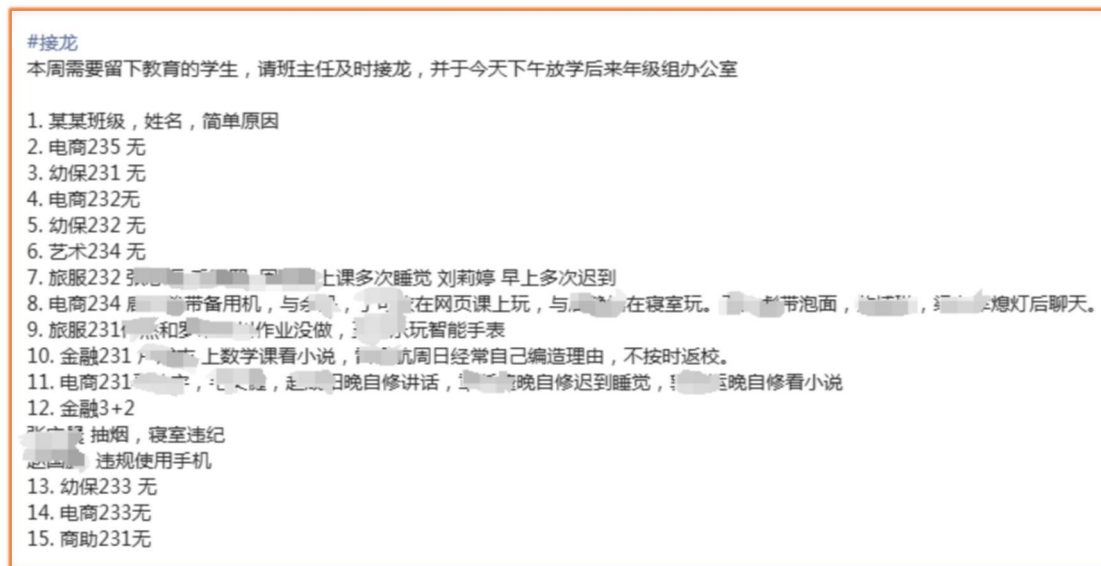 #接龙
本周需要留下教育的学生，请班主任及时接龙，并于今天下午放学后来年级组办公室
1. 某某班级，姓名，简单原因
2. 电商235 无
3. 幼保231 无
4. 电商232无
5. 幼保232 无
6. 艺术234 无
7. 旅服232 上课多次睡觉 刘莉婷 早上多次迟到
8. 电商234 带备用机，与 在网页课上玩，与 在寝室玩。 带泡面， ， 熄灯后聊天。
9. 旅服231 杰和罗 作业没做， 玩智能手表
10. 金融231 上数学课看小说， 航周日经常自己编造理由，不按时返校。
11. 电商231 宇， ， 阳晚自修讲话， 晚自修迟到睡觉， 晚自修看小说
12. 金融3+2
抽烟，寝室违纪
违规使用手机
13. 幼保233 无
14. 电商233无
15. 商助231无